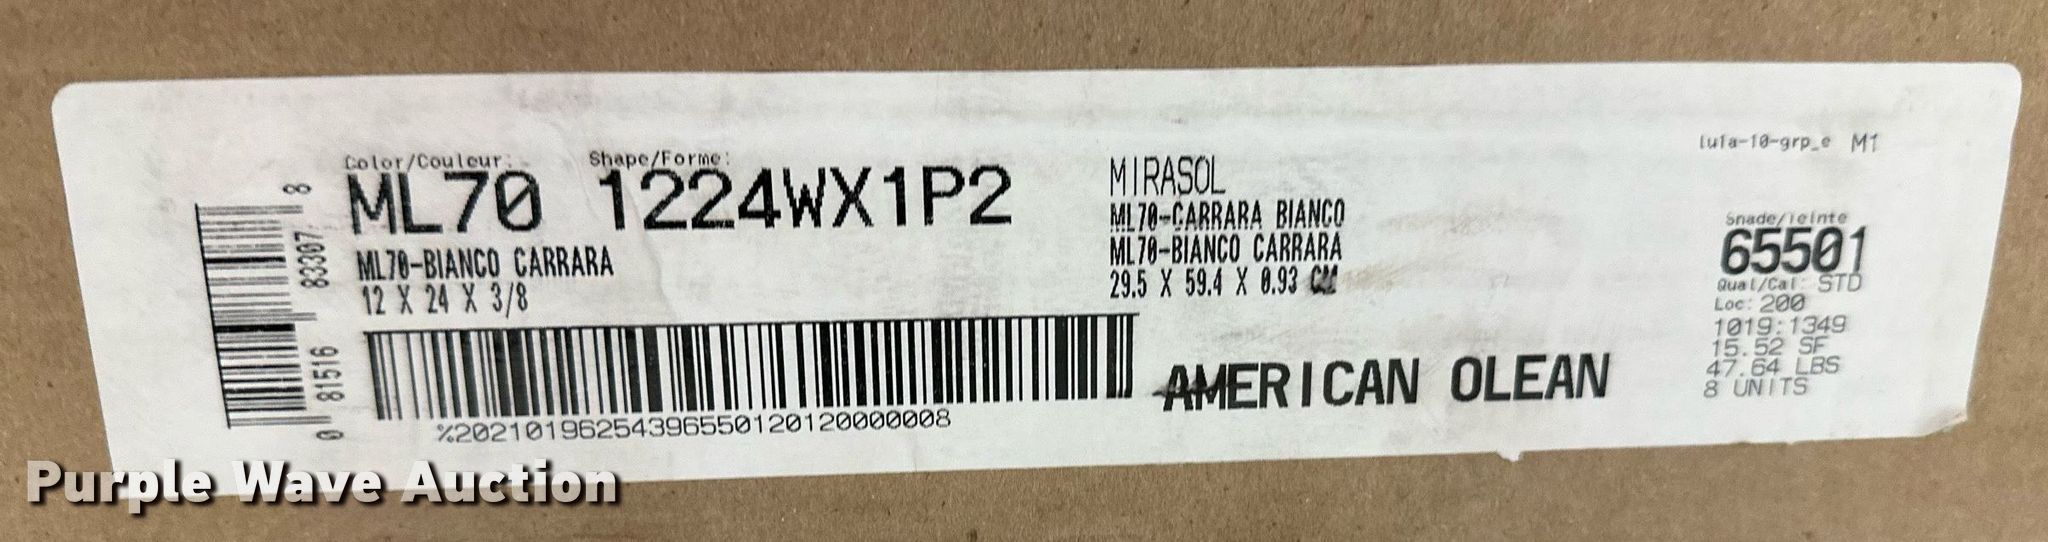 lula-10-grp_e M1
Color/Couleur: Shape/Forme:
ML70 1224WX1P2
ML70-BIANCO CARRARA
12 X 24 X 3/8
MIRASOL
ML70-CARRARA BIANCO
ML70-BIANCO CARRARA
29.5 X 59.4 X 0.93 CM
Shade/Teinte
65501
Qual/Cal: STD
Loc: 200
1019:1349
15.52 SF
47.64 LBS
8 UNITS
0 81516 83307 8
%20210196254396550120120000008
AMERICAN OLEAN
Purple Wave Auction